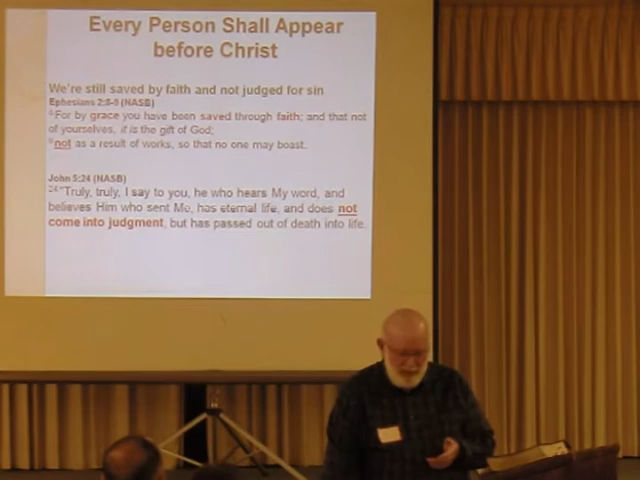 Every Person Shall Appear
before Christ
We're still saved by faith and not judged for sin
Ephesians 2:8-9 (NASB)
8For by grace you have been saved through faith; and that not
of yourselves, it is the gift of God;
9not as a result of works, so that no one may boast.
John 5:24 (NASB)
24"Truly, truly, I say to you, he who hears My word, and
believes Him who sent Me, has eternal life, and does not
come into judgment, but has passed out of death into life.